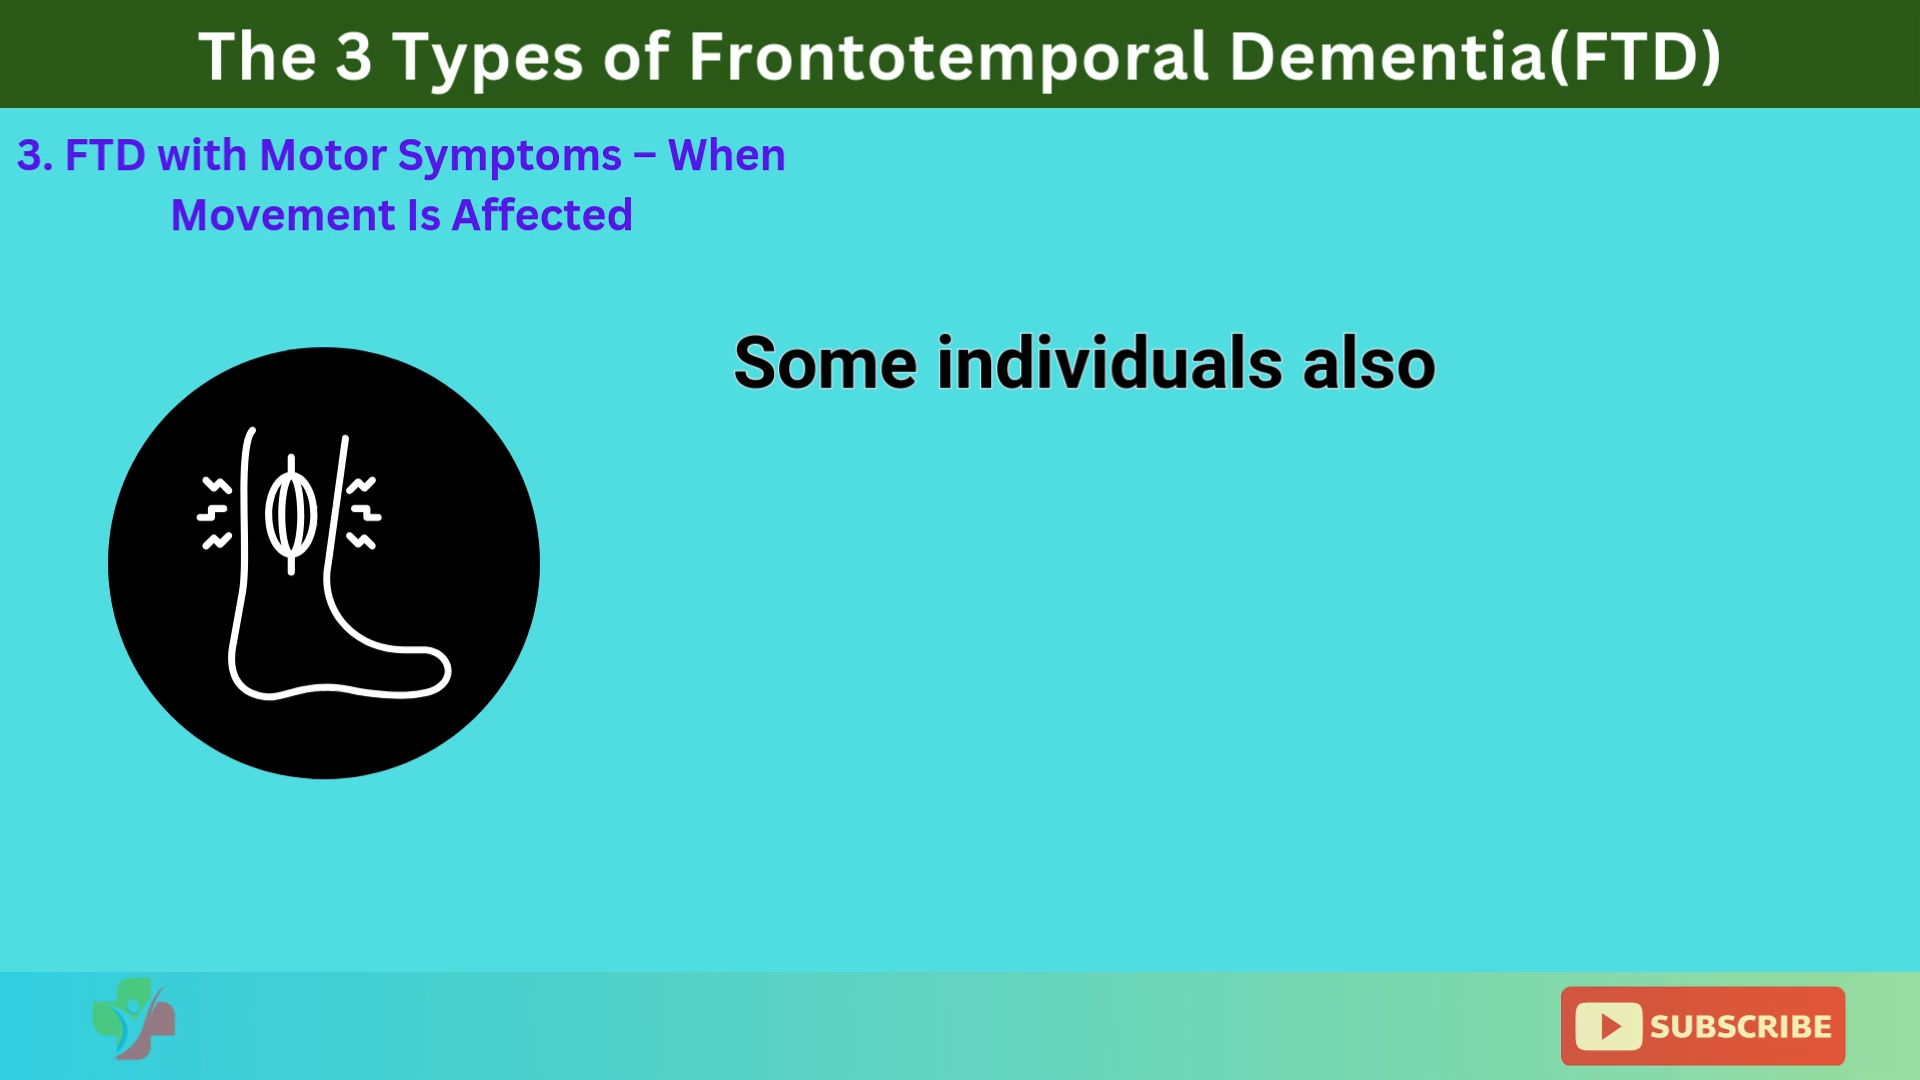 The 3 Types of Frontotemporal Dementia(FTD)
3. FTD with Motor Symptoms – When
Movement Is Affected
Some individuals also
SUBSCRIBE